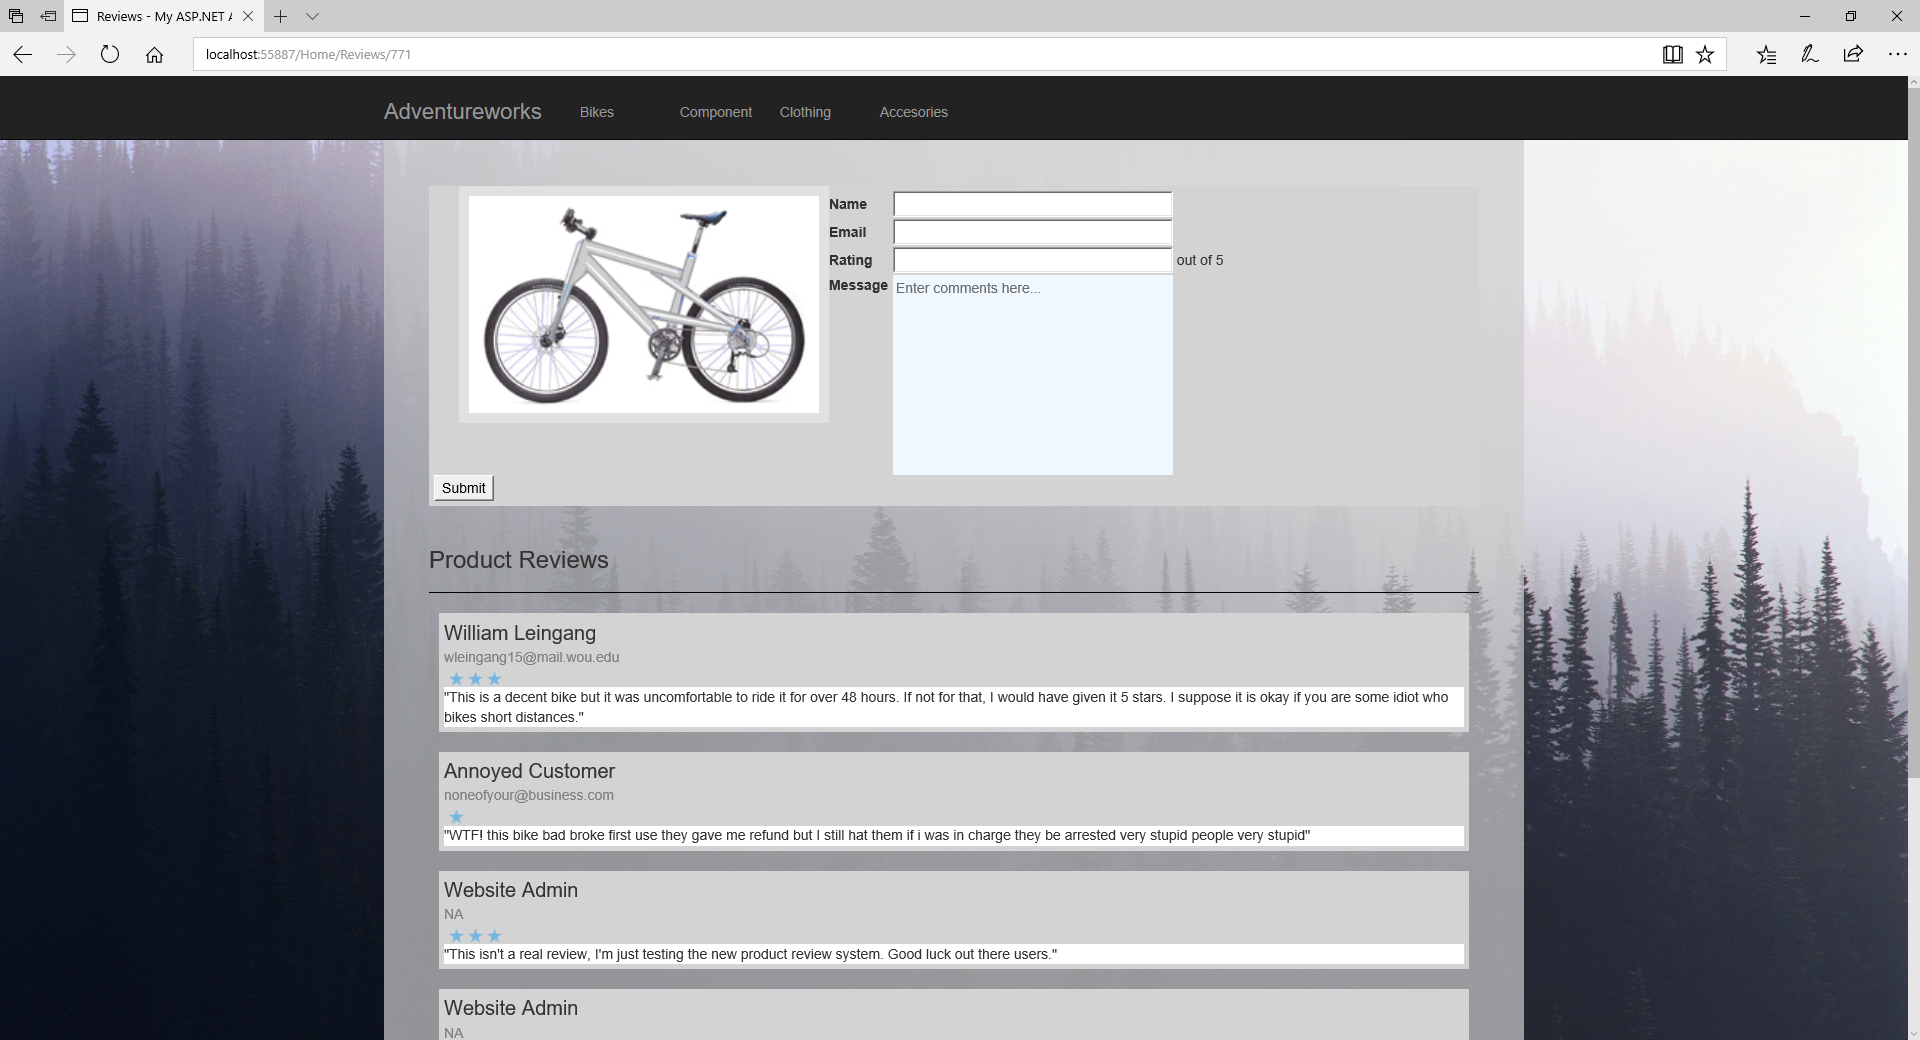 Reviews - My ASP.NET A
localhost:55887/Home/Reviews/771
Adventureworks Bikes Component Clothing Accesories
Name
Email
Rating out of 5
Message Enter comments here...
Submit
Product Reviews
William Leingang
wleingang15@mail.wou.edu
"This is a decent bike but it was uncomfortable to ride it for over 48 hours. If not for that, I would have given it 5 stars. I suppose it is okay if you are some idiot who
bikes short distances."
Annoyed Customer
noneofyour@business.com
"WTF! this bike bad broke first use they gave me refund but I still hat them if i was in charge they be arrested very stupid people very stupid"
Website Admin
NA
"This isn't a real review, I'm just testing the new product review system. Good luck out there users."
Website Admin
NA